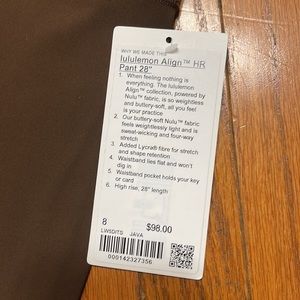 WHY WE MADE THIS
lululemon Align™ HR
Pant 28"
1. When feeling nothing is
everything. The lululemon
Align™ collection, powered by
Nulu™ fabric, is so weightless
and buttery-soft, all you feel
is your practice
2. Our buttery-soft Nulu™ fabric
feels weightlessly light and is
sweat-wicking and four-way
stretch
3. Added Lycra® fibre for stretch
and shape retention
4. Waistband lies flat and won't
dig in
5. Waistband pocket holds your key
or card
6. High rise, 28" length
8
$98.00
LW5DITS JAVA
000142327356